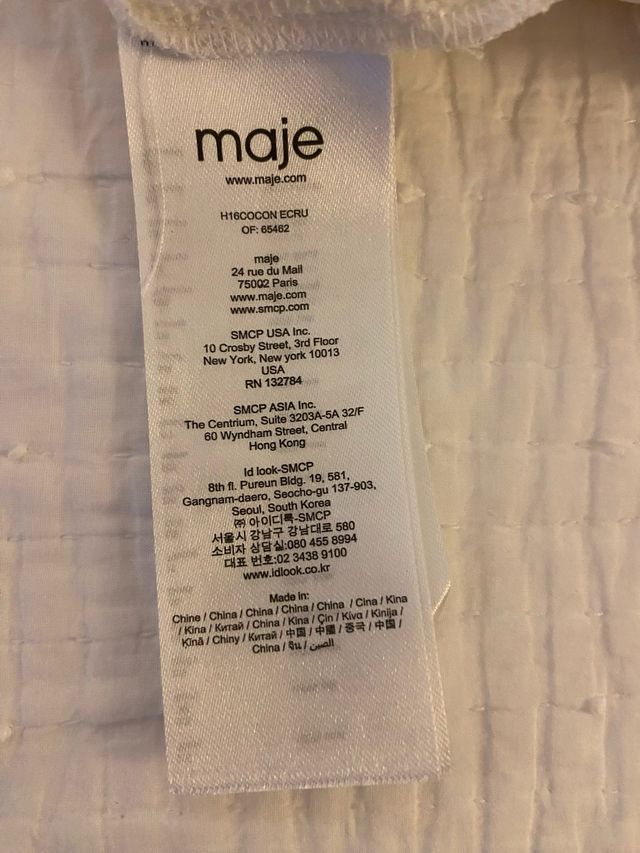 maje
www.maje.com
H16COCON ECRU
OF: 65462
maje
24 rue du Mail
75002 Paris
www.maje.com
www.smcp.com
SMCP USA Inc.
10 Crosby Street, 3rd Floor
New York, New york 10013
USA
RN 132784
SMCP ASIA Inc.
The Centrium, Suite 3203A-5A 32/F
60 Wyndham Street, Central
Hong Kong
Id look-SMCP
8th fl. Pureun Bldg. 19, 581,
Gangnam-daero, Seocho-gu 137-903,
Seoul, South Korea
㈜ 아이디룩-SMCP
서울시 강남구 강남대로 580
소비자 상담실:080 455 8994
대표 번호:02 3438 9100
www.idlook.co.kr
Made in:
Chine / China / China / China / China / Cina / Kina
/ Kina / Китай / China / Kina / Çin / Κίνα / Kinija /
Ķīnā / Chiny / Китай / 中国 / 中國 / 중국 / 中国 /
China / จีน / الصين